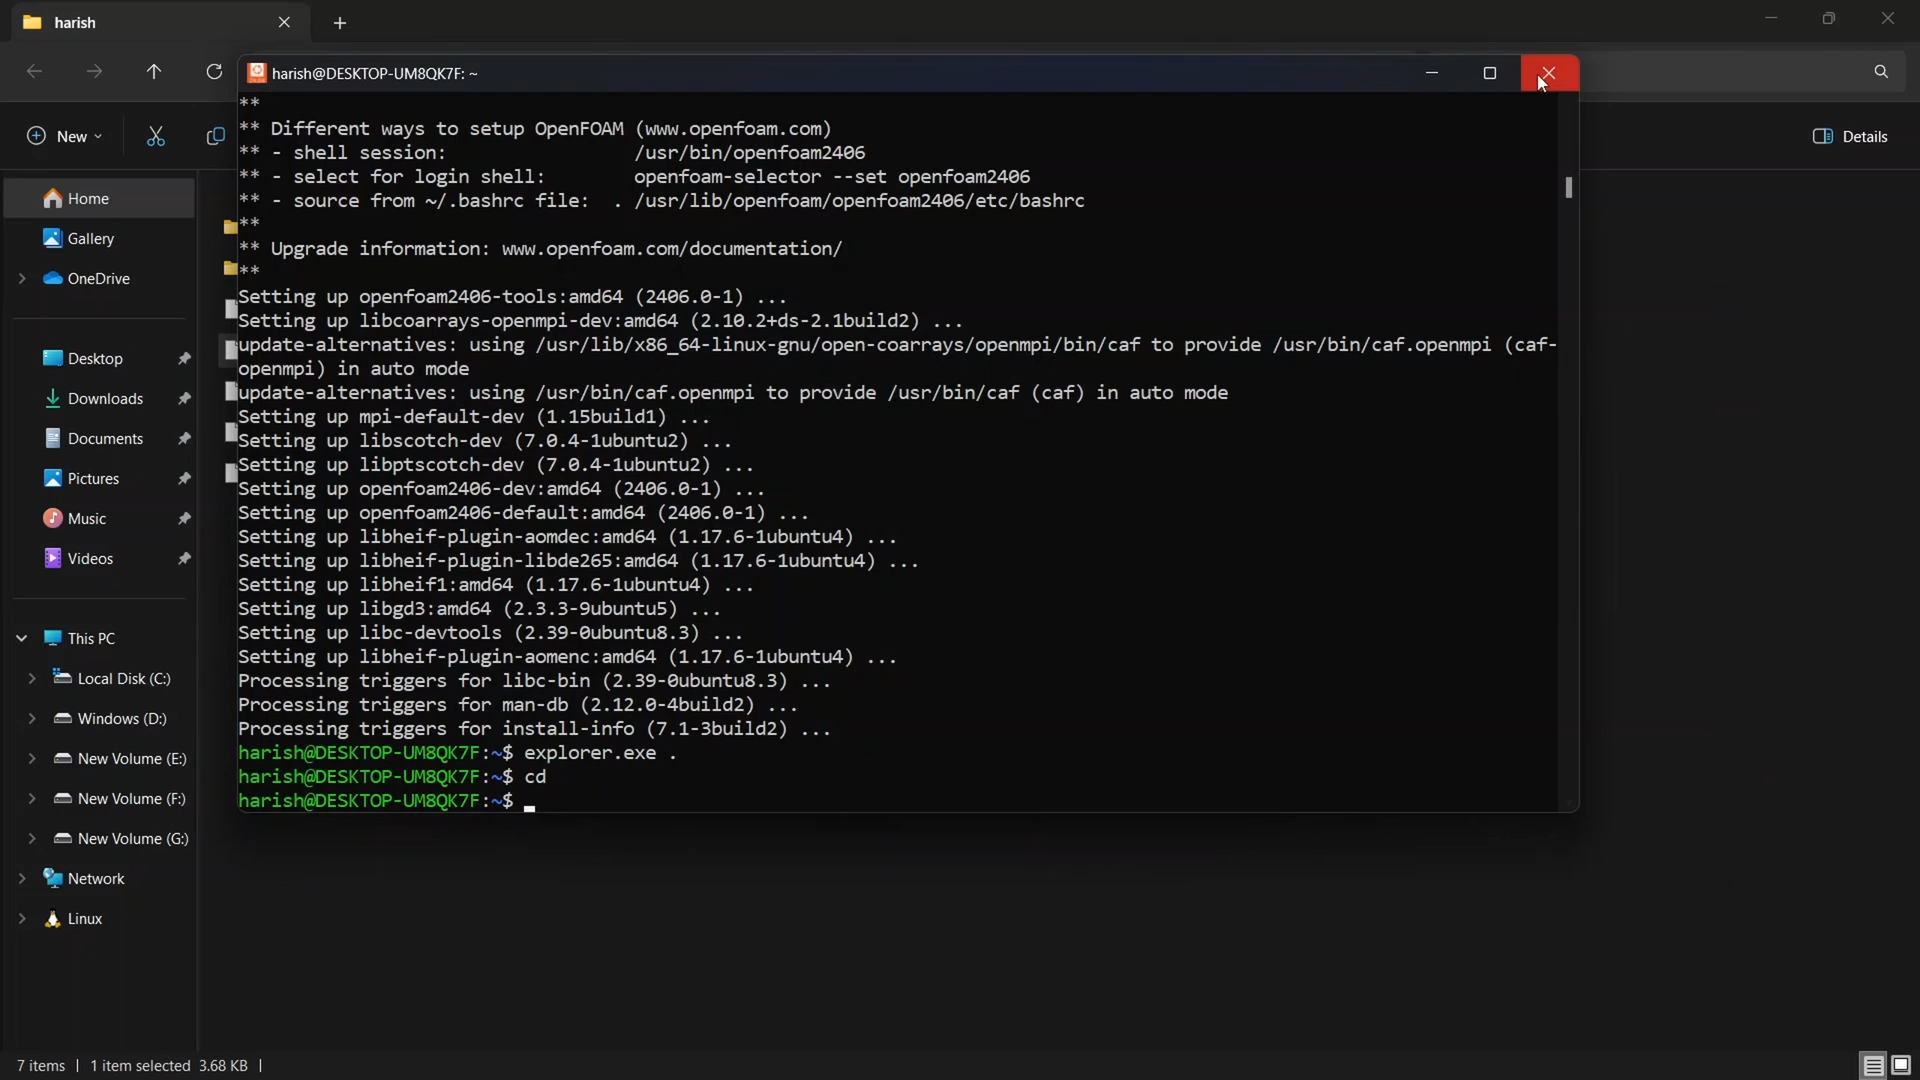 harish
harish@DESKTOP-UM8QK7F: ~
New
Details
Home
Gallery
OneDrive
Desktop
Downloads
Documents
Pictures
Music
Videos
This PC
Local Disk (C:)
Windows (D:)
New Volume (E:)
New Volume (F:)
New Volume (G:)
Network
Linux
**
** Different ways to setup OpenFOAM (www.openfoam.com)
** - shell session: /usr/bin/openfoam2406
** - select for login shell: openfoam-selector --set openfoam2406
** - source from ~/.bashrc file: . /usr/lib/openfoam/openfoam2406/etc/bashrc
**
** Upgrade information: www.openfoam.com/documentation/
**
Setting up openfoam2406-tools:amd64 (2406.0-1) ...
Setting up libcoarrays-openmpi-dev:amd64 (2.10.2+ds-2.1build2) ...
update-alternatives: using /usr/lib/x86_64-linux-gnu/open-coarrays/openmpi/bin/caf to provide /usr/bin/caf.openmpi (caf-
openmpi) in auto mode
update-alternatives: using /usr/bin/caf.openmpi to provide /usr/bin/caf (caf) in auto mode
Setting up mpi-default-dev (1.15build1) ...
Setting up libscotch-dev (7.0.4-1ubuntu2) ...
Setting up libptscotch-dev (7.0.4-1ubuntu2) ...
Setting up openfoam2406-dev:amd64 (2406.0-1) ...
Setting up openfoam2406-default:amd64 (2406.0-1) ...
Setting up libheif-plugin-aomdec:amd64 (1.17.6-1ubuntu4) ...
Setting up libheif-plugin-libde265:amd64 (1.17.6-1ubuntu4) ...
Setting up libheif1:amd64 (1.17.6-1ubuntu4) ...
Setting up libgd3:amd64 (2.3.3-9ubuntu5) ...
Setting up libc-devtools (2.39-0ubuntu8.3) ...
Setting up libheif-plugin-aomenc:amd64 (1.17.6-1ubuntu4) ...
Processing triggers for libc-bin (2.39-0ubuntu8.3) ...
Processing triggers for man-db (2.12.0-4build2) ...
Processing triggers for install-info (7.1-3build2) ...
harish@DESKTOP-UM8QK7F:~$ explorer.exe .
harish@DESKTOP-UM8QK7F:~$ cd
harish@DESKTOP-UM8QK7F:~$
7 items | 1 item selected 3.68 KB |